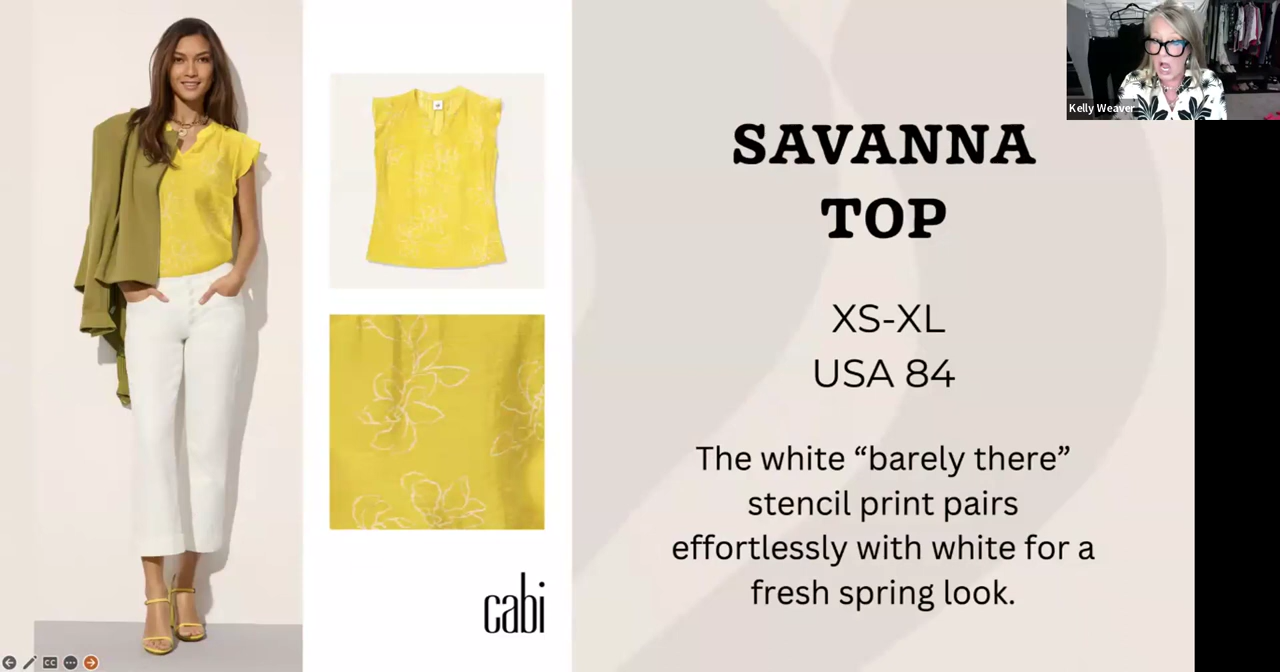 Kelly Weaver
SAVANNA
TOP
XS-XL
USA 84
The white “barely there”
stencil print pairs
effortlessly with white for a
fresh spring look.
cabi
CC